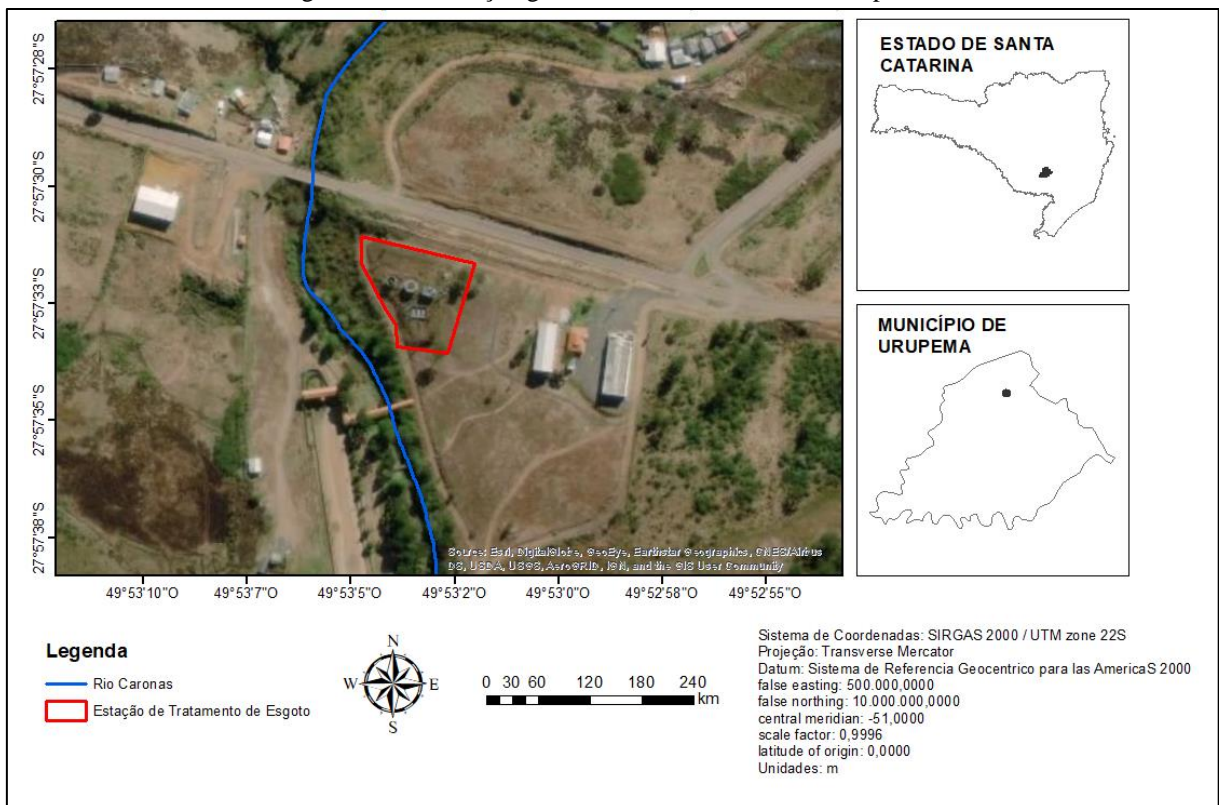 ESTADO DE SANTA
CATARINA
MUNICÍPIO DE
URUPEMA
27°57'28"S
27°57'30"S
27°57'33"S
27°57'35"S
27°57'38"S
Source: Esri, DigitalGlobe, GeoEye, Earthstar Geographics, CNES/Airbus
DS, USDA, USGS, AeroGRID, IGN, and the GIS User Community
49°53'10"O
49°53'7"O
49°53'5"O
49°53'2"O
49°53'0"O
49°52'58"O
49°52'55"O
Legenda
Rio Caronas
Estação de Tratamento de Esgoto
N
W
E
S
0 30 60 120 180 240
km
Sistema de Coordenadas: SIRGAS 2000 / UTM zone 22S
Projeção: Transverse Mercator
Datum: Sistema de Referencia Geocentrico para las AmericaS 2000
false easting: 500.000,0000
false northing: 10.000.000,0000
central meridian: -51,0000
scale factor: 0,9996
latitude of origin: 0,0000
Unidades: m